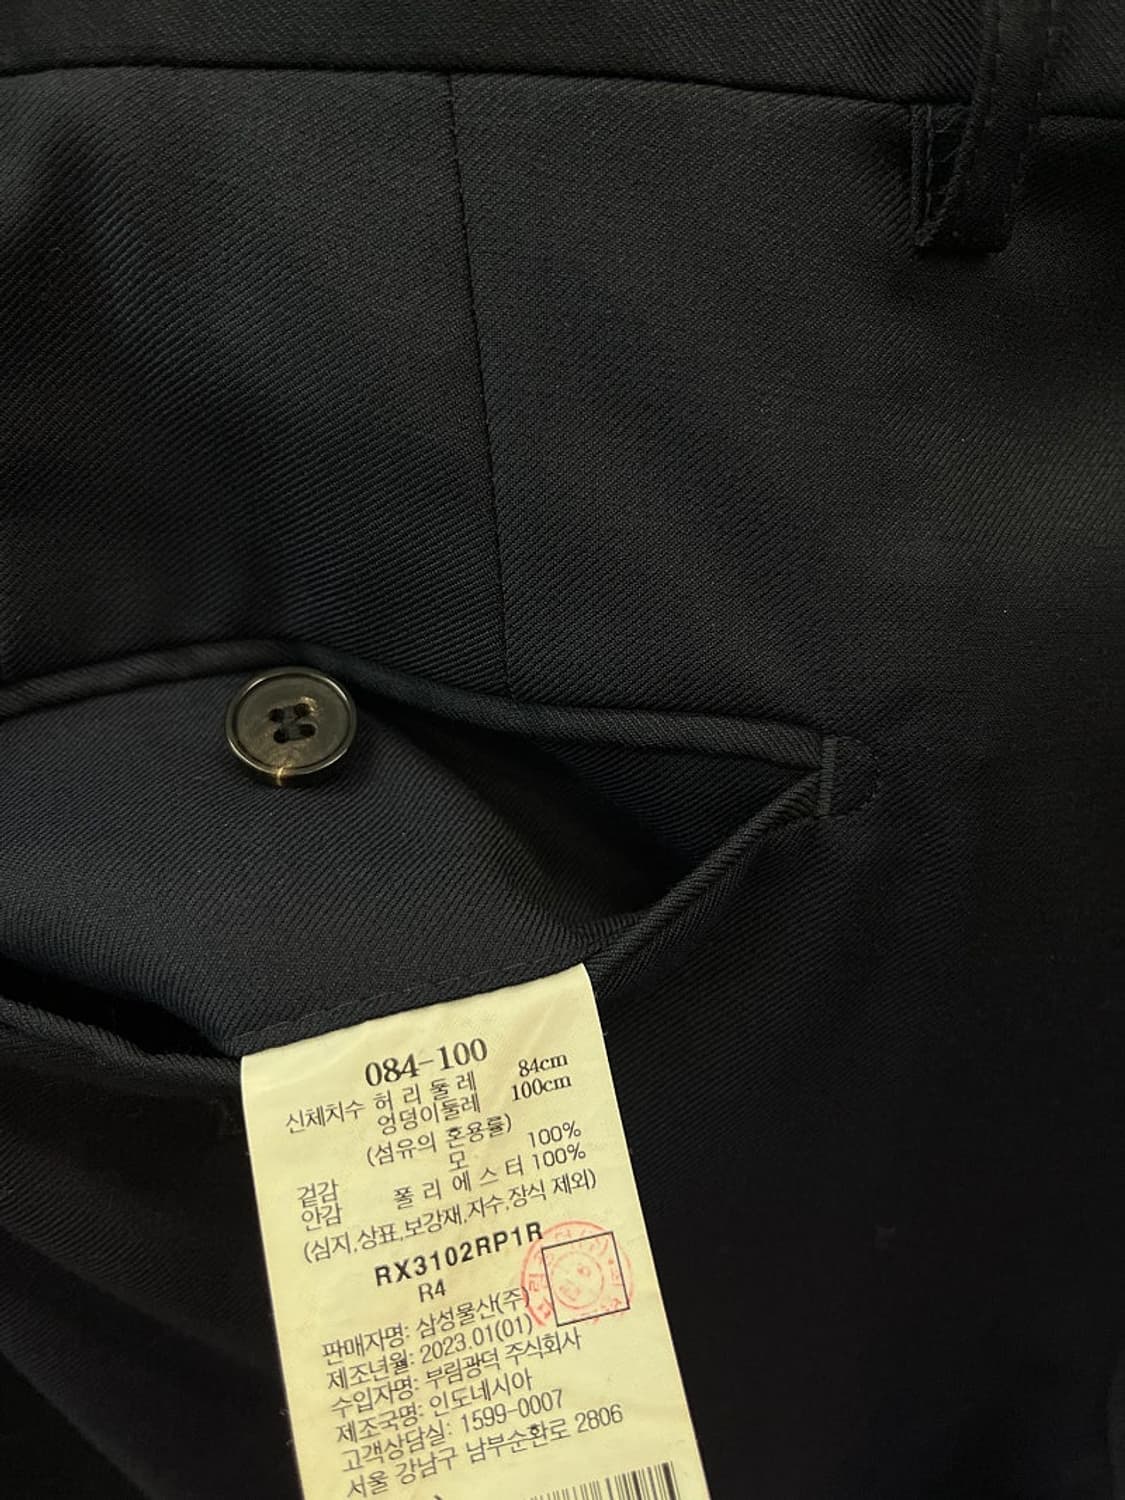 084-100
신체치수 허 리 둘 레 84cm
엉덩이둘레 100cm
(섬유의 혼용률)
겉감 모 100%
안감 폴 리 에 스 터 100%
(심지,상표,보강재,자수,장식 제외)
RX3102RP1R
R4
판매자명: 삼성물산(주)
제조년월: 2023.01(01)
수입자명: 부림광덕 주식회사
제조국명: 인도네시아
고객상담실: 1599-0007
서울 강남구 남부순환로 2806